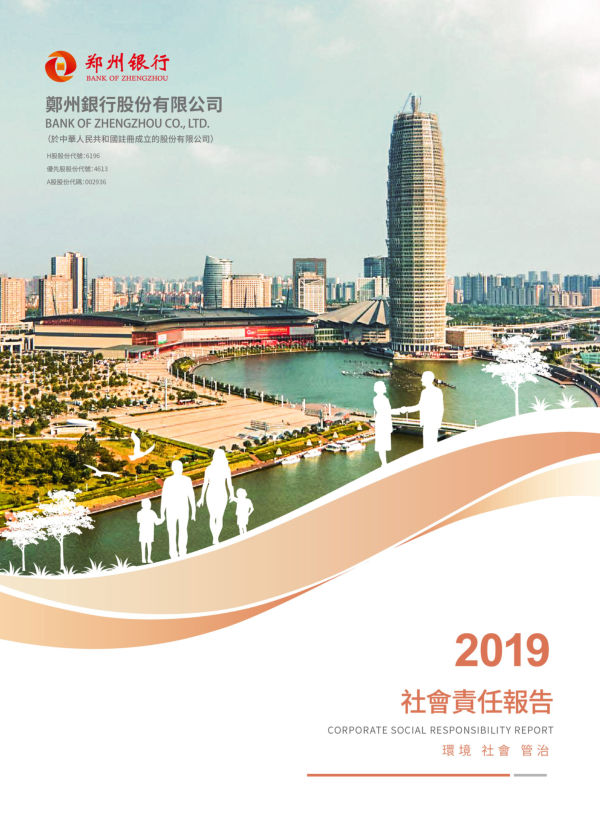 郑州银行
BANK OF ZHENGZHOU
鄭州銀行股份有限公司
BANK OF ZHENGZHOU CO., LTD.
(於中華人民共和國註冊成立的股份有限公司)
H股股份代號：6196
優先股股份代號：4613
A股股份代碼：002936
2019
社會責任報告
CORPORATE SOCIAL RESPONSIBILITY REPORT
環境 社會 管治